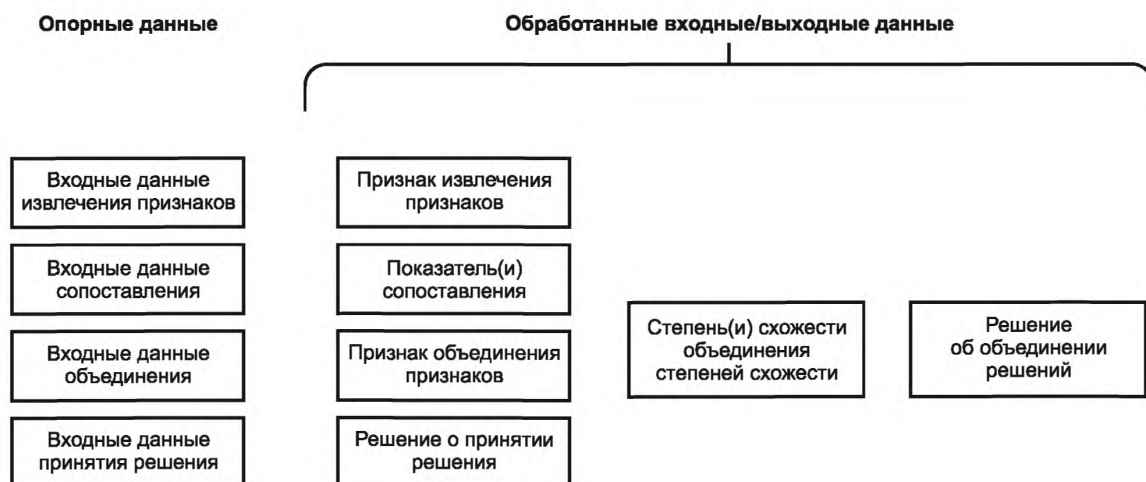 Опорные данные
Обработанные входные/выходные данные
Входные данные
извлечения признаков
Признак извлечения
признаков
Входные данные
сопоставления
Показатель(и)
сопоставления
Входные данные
объединения
Признак объединения
признаков
Степень(и) схожести
объединения
степеней схожести
Решение
об объединении
решений
Входные данные
принятия решения
Решение о принятии
решения